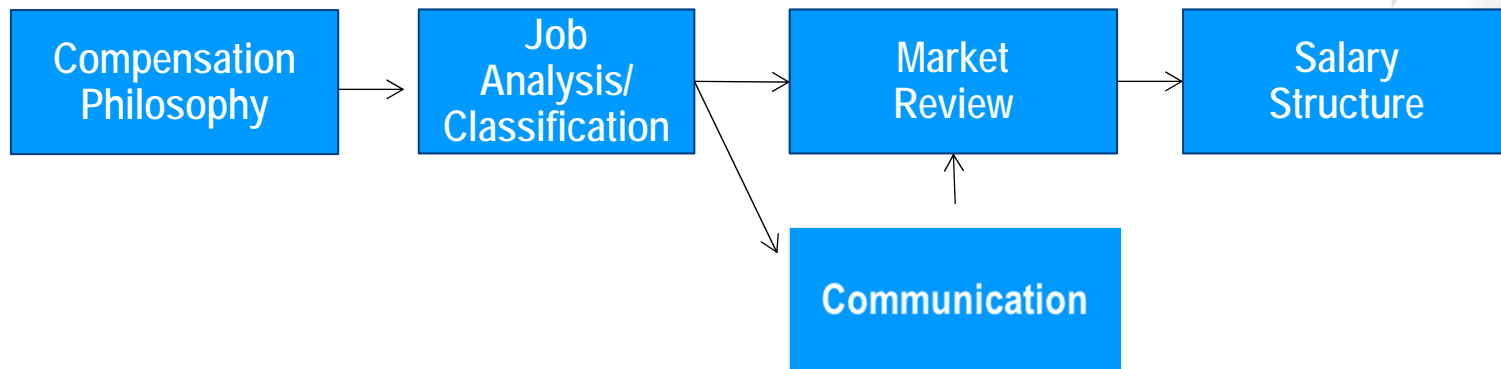 Compensation
Philosophy
Job
Analysis/
Classification
Market
Review
Salary
Structure
Communication